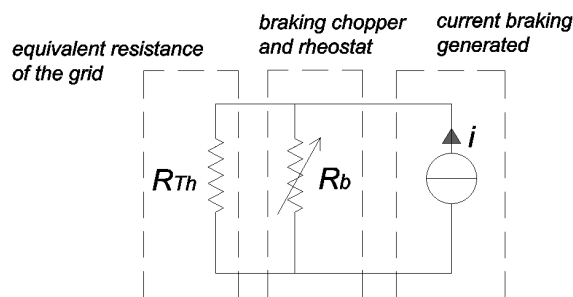 equivalent resistance
of the grid
braking chopper
and rheostat
current braking
generated
RTh
Rb
i